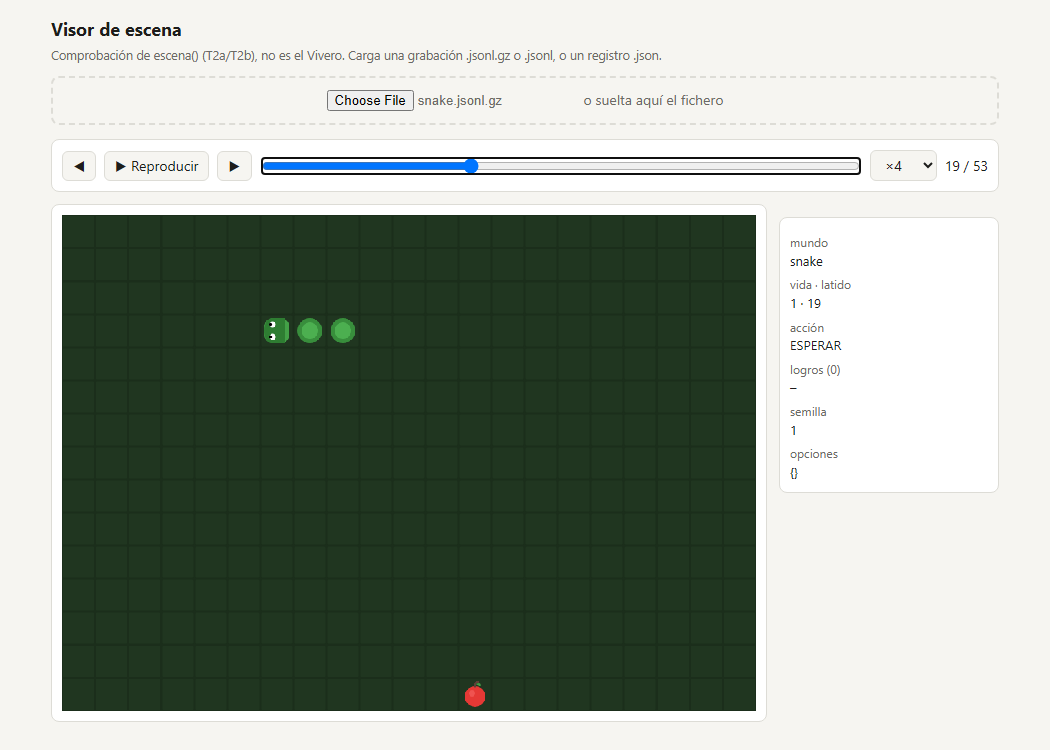 Visor de escena
Comprobación de escena() (T2a/T2b), no es el Vivero. Carga una grabación .jsonl.gz o .jsonl, o un registro .json.
Choose File snake.jsonl.gz o suelta aquí el fichero
◀ ▶ Reproducir ▶ ×4 19 / 53
mundo
snake
vida · latido
1 · 19
acción
ESPERAR
logros (0)
–
semilla
1
opciones
{}